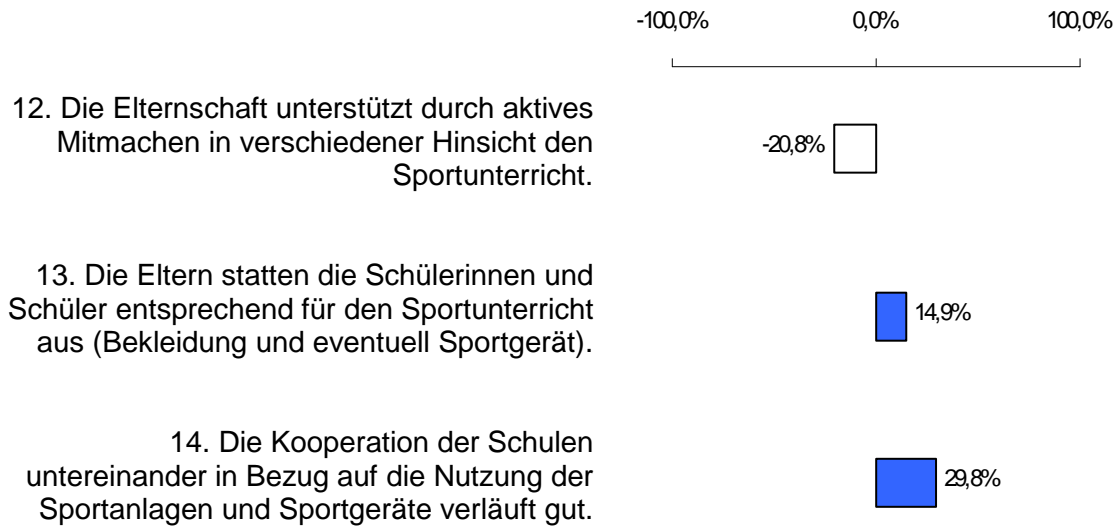 -100,0% 0,0% 100,0%
12. Die Elternschaft unterstützt durch aktives
Mitmachen in verschiedener Hinsicht den
Sportunterricht.
-20,8%
13. Die Eltern statten die Schülerinnen und
Schüler entsprechend für den Sportunterricht
aus (Bekleidung und eventuell Sportgerät).
14,9%
14. Die Kooperation der Schulen
untereinander in Bezug auf die Nutzung der
Sportanlagen und Sportgeräte verläuft gut.
29,8%